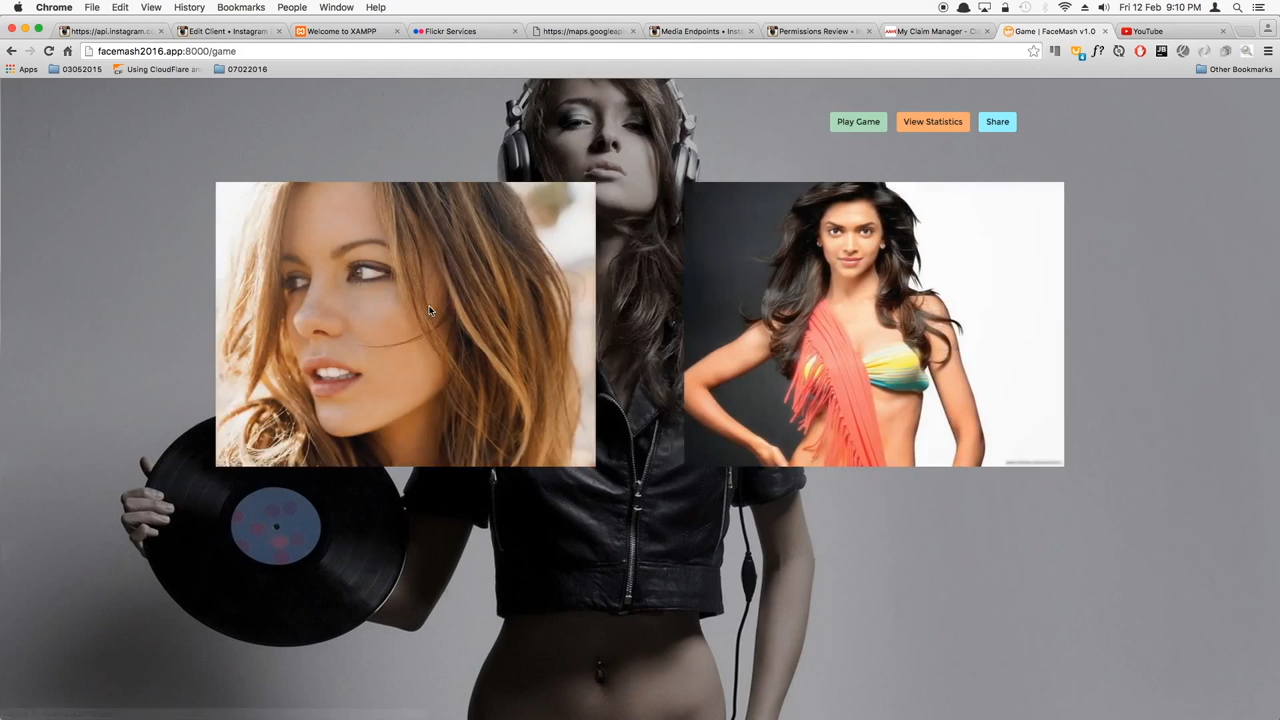 Chrome File Edit View History Bookmarks People Window Help Fri 12 Feb 9:10 PM
https://api.instagram.c Edit Client • Instagram Welcome to XAMPP Flickr Services https://maps.googleap Media Endpoints • Inst Permissions Review • In My Claim Manager - C Game | FaceMash v1.0 YouTube
facemash2016.app:8000/game
Apps 03052015 Using CloudFlare an 07022016 Other Bookmarks
Play Game View Statistics Share